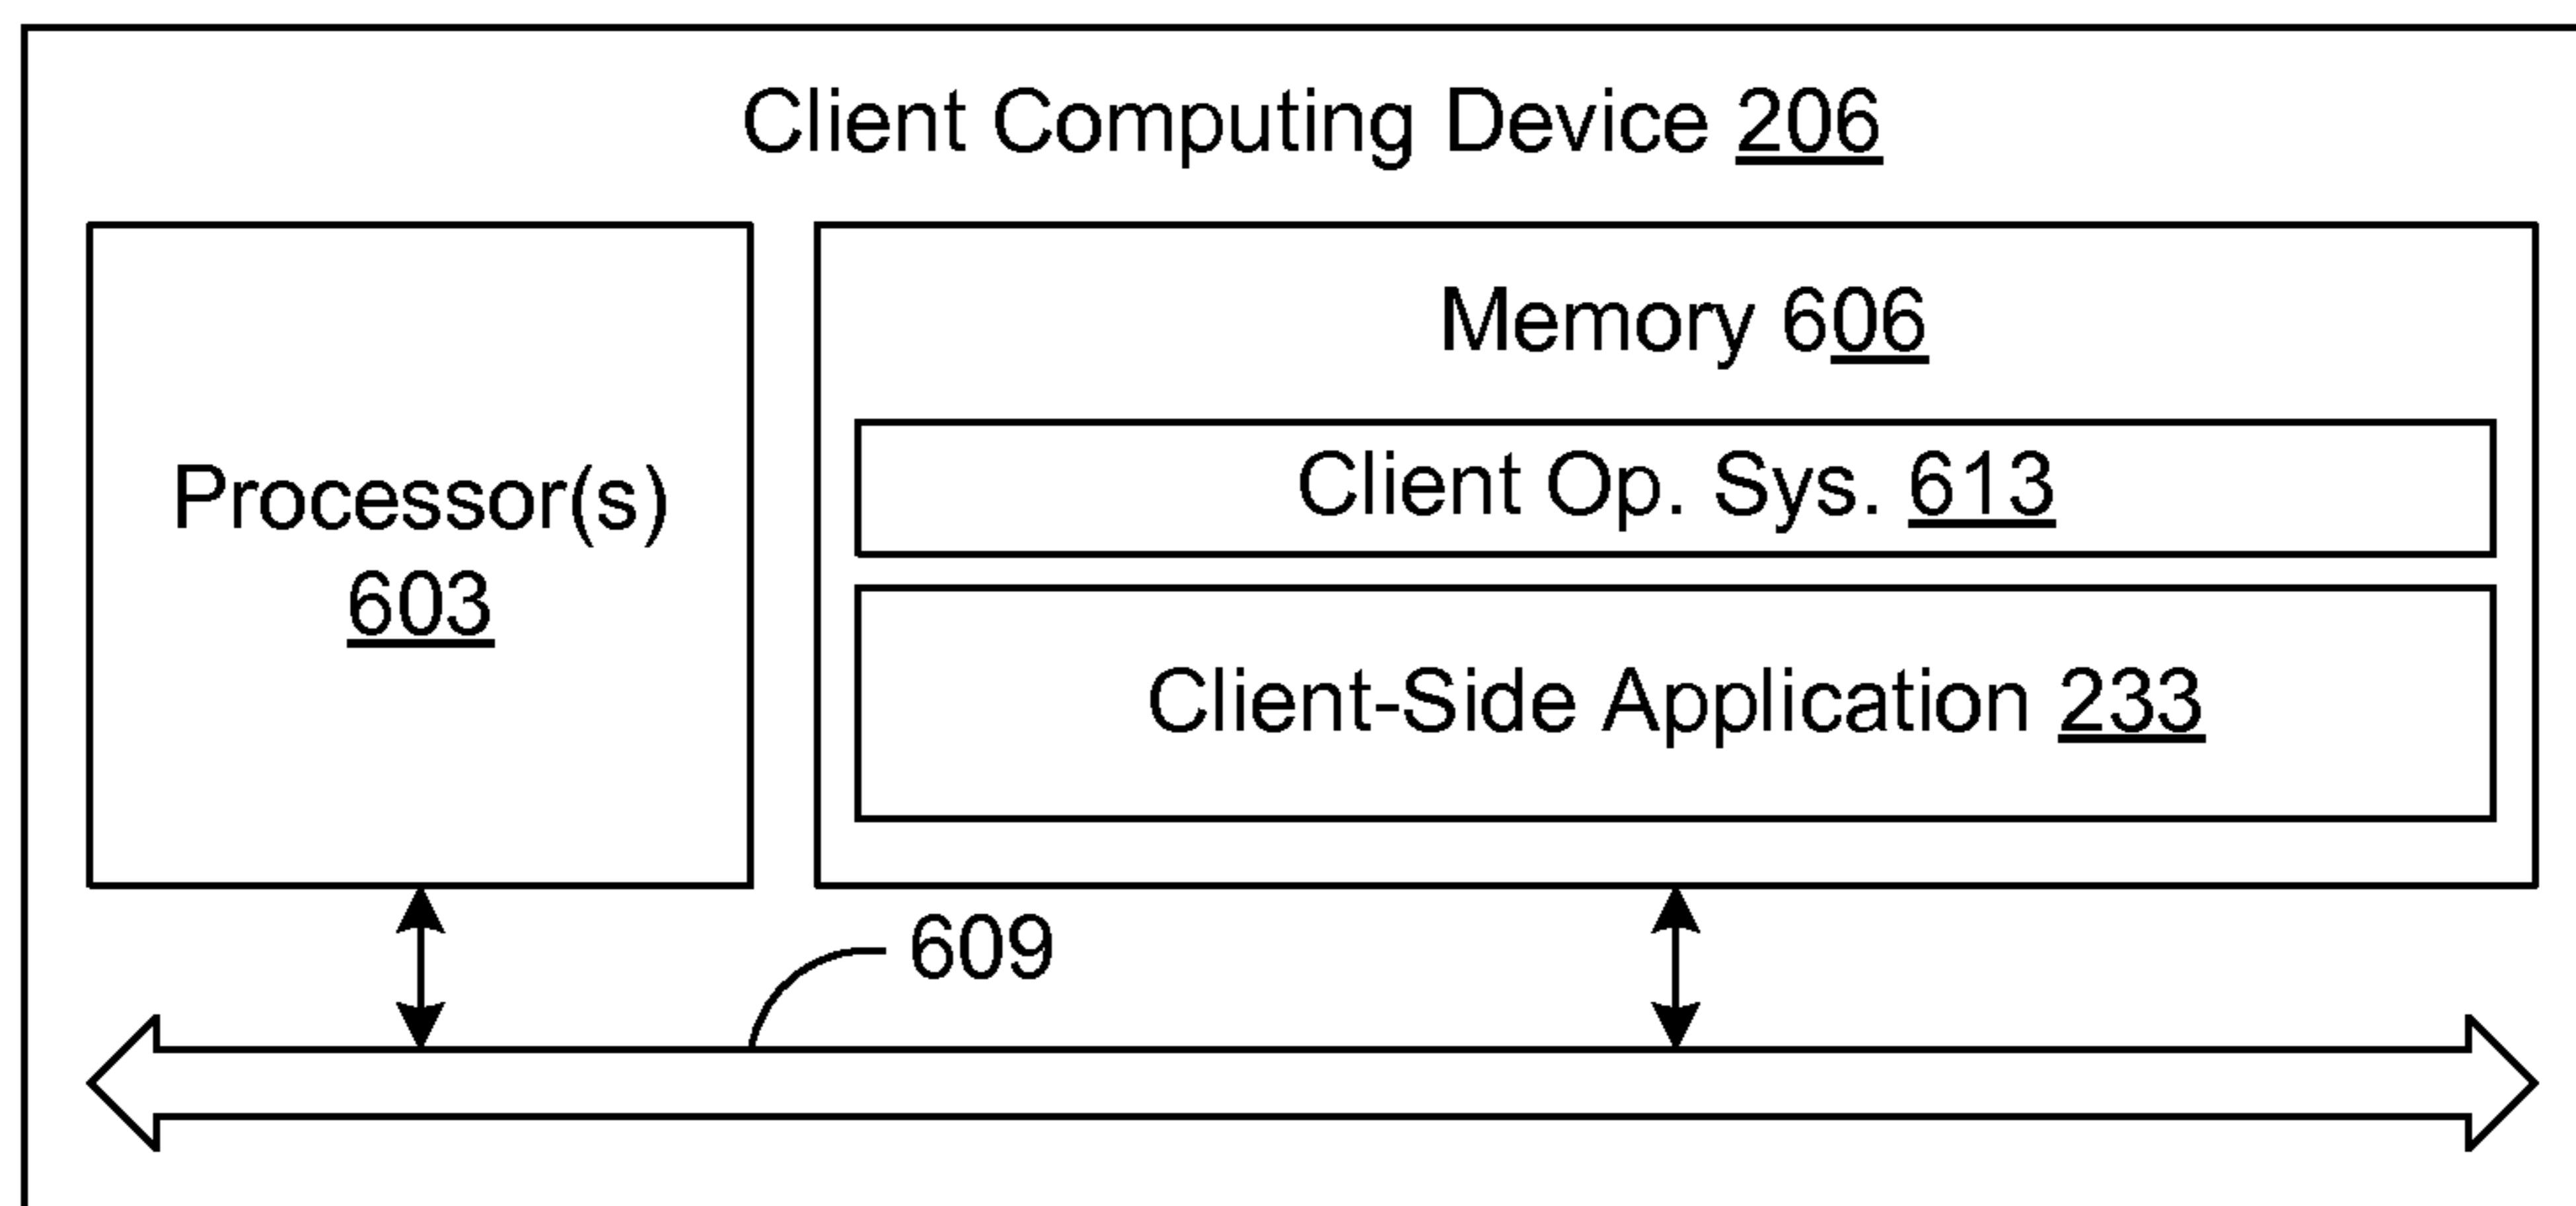 Client Computing Device 206
Processor(s)
603
Memory 606
Client Op. Sys. 613
Client-Side Application 233
609